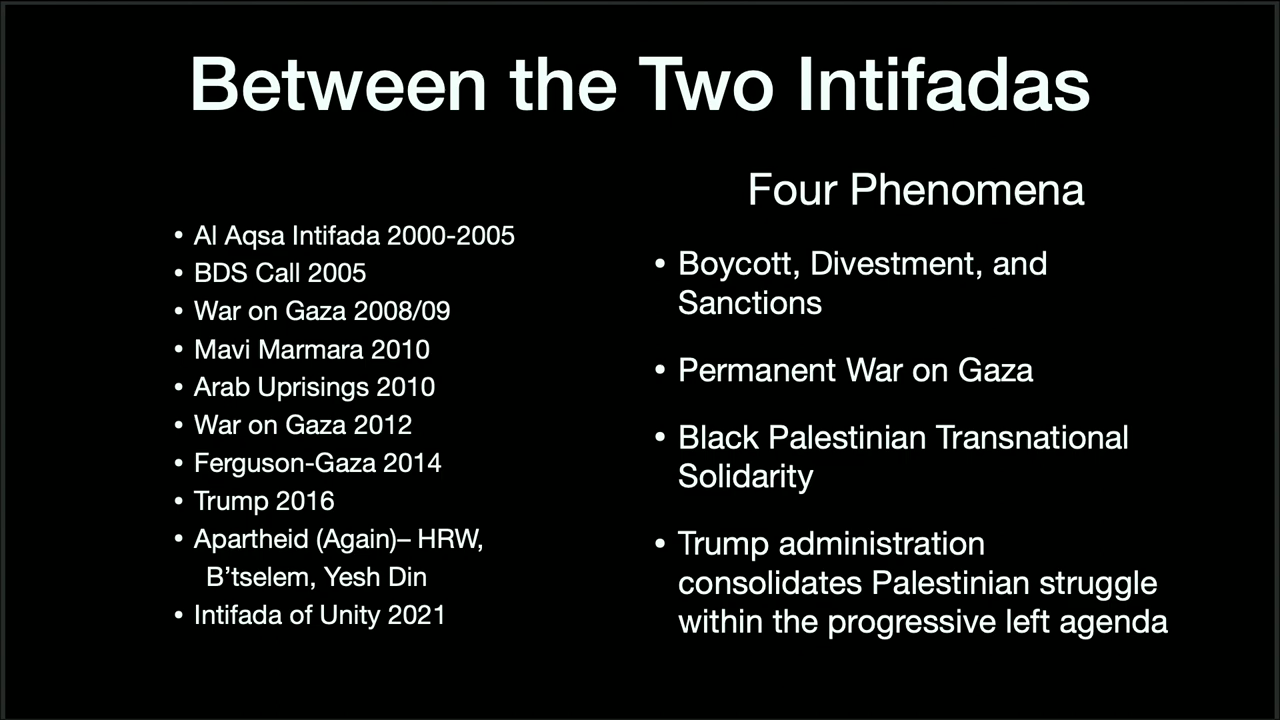 Between the Two Intifadas
• Al Aqsa Intifada 2000-2005
• BDS Call 2005
• War on Gaza 2008/09
• Mavi Marmara 2010
• Arab Uprisings 2010
• War on Gaza 2012
• Ferguson-Gaza 2014
• Trump 2016
• Apartheid (Again)– HRW,
B’tselem, Yesh Din
• Intifada of Unity 2021
Four Phenomena
• Boycott, Divestment, and
Sanctions
• Permanent War on Gaza
• Black Palestinian Transnational
Solidarity
• Trump administration
consolidates Palestinian struggle
within the progressive left agenda